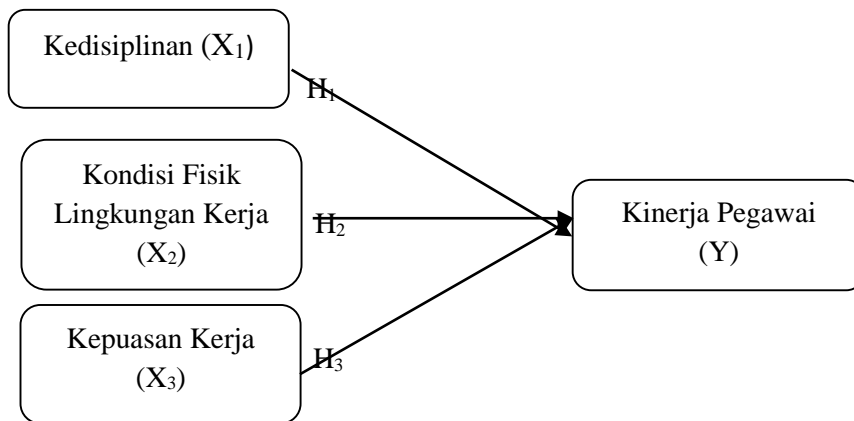 Kedisiplinan (X₁)
H₁
Kondisi Fisik
Lingkungan Kerja
(X₂)
H₂
Kinerja Pegawai
(Y)
Kepuasan Kerja
(X₃)
H₃